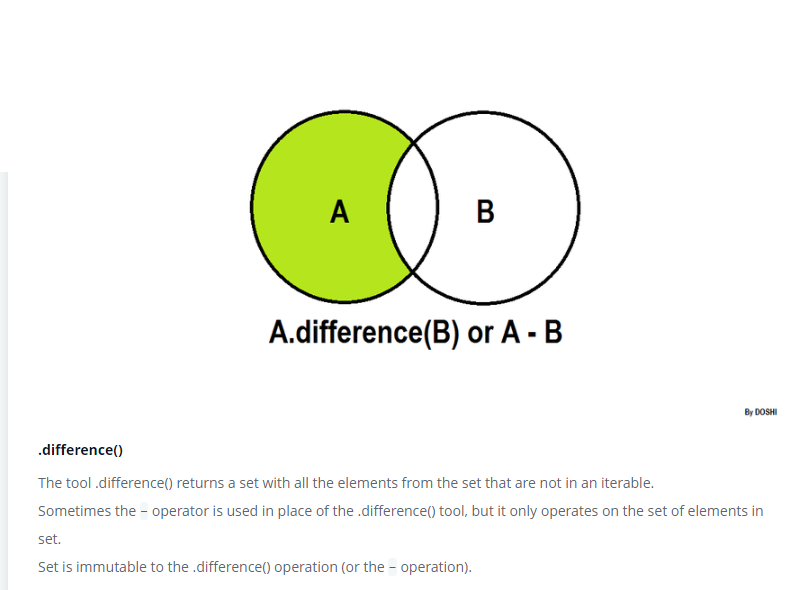 A
B
A.difference(B) or A - B
By DOSHI
.difference()
The tool .difference() returns a set with all the elements from the set that are not in an iterable.
Sometimes the - operator is used in place of the .difference() tool, but it only operates on the set of elements in
set.
Set is immutable to the .difference() operation (or the - operation).